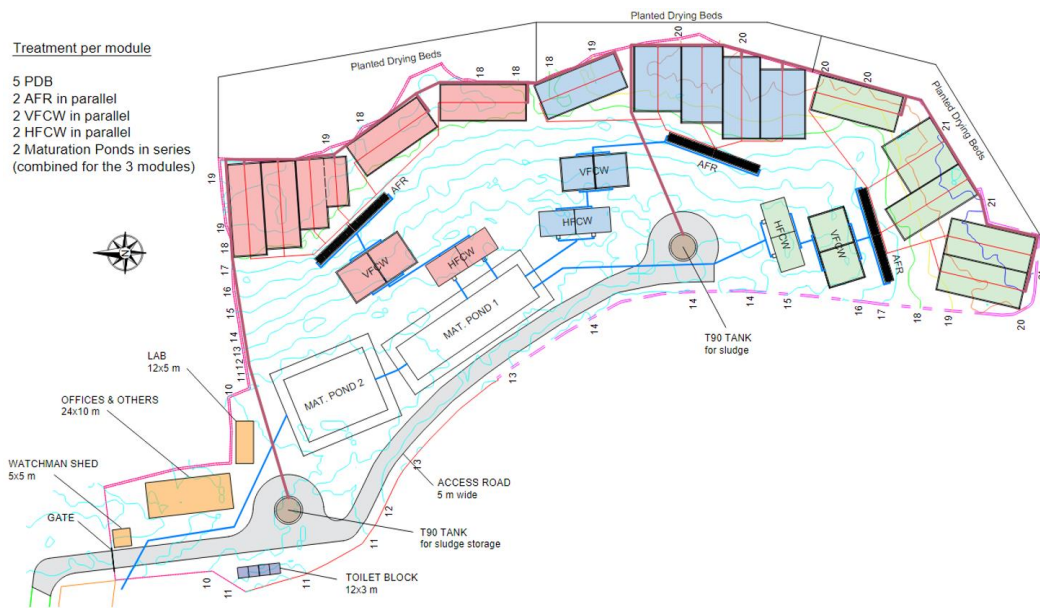 Treatment per module
5 PDB
2 AFR in parallel
2 VFCW in parallel
2 HFCW in parallel
2 Maturation Ponds in series
(combined for the 3 modules)
N
Planted Drying Beds
Planted Drying Beds
Planted Drying Beds
19
19
18
17
16
15
14
13
12
11
10
19
18
18
18
18
19
20
20
20
20
21
21
21
20
19
18
17
16
15
14
14
14
14
13
13
12
11
11
11
10
AFR
VFCW
HFCW
VFCW
HFCW
AFR
HFCW
VFCW
AFR
MAT. POND 1
MAT. POND 2
T90 TANK
for sludge
LAB
12x5 m
OFFICES & OTHERS
24x10 m
WATCHMAN SHED
5x5 m
GATE
ACCESS ROAD
5 m wide
T90 TANK
for sludge storage
TOILET BLOCK
12x3 m